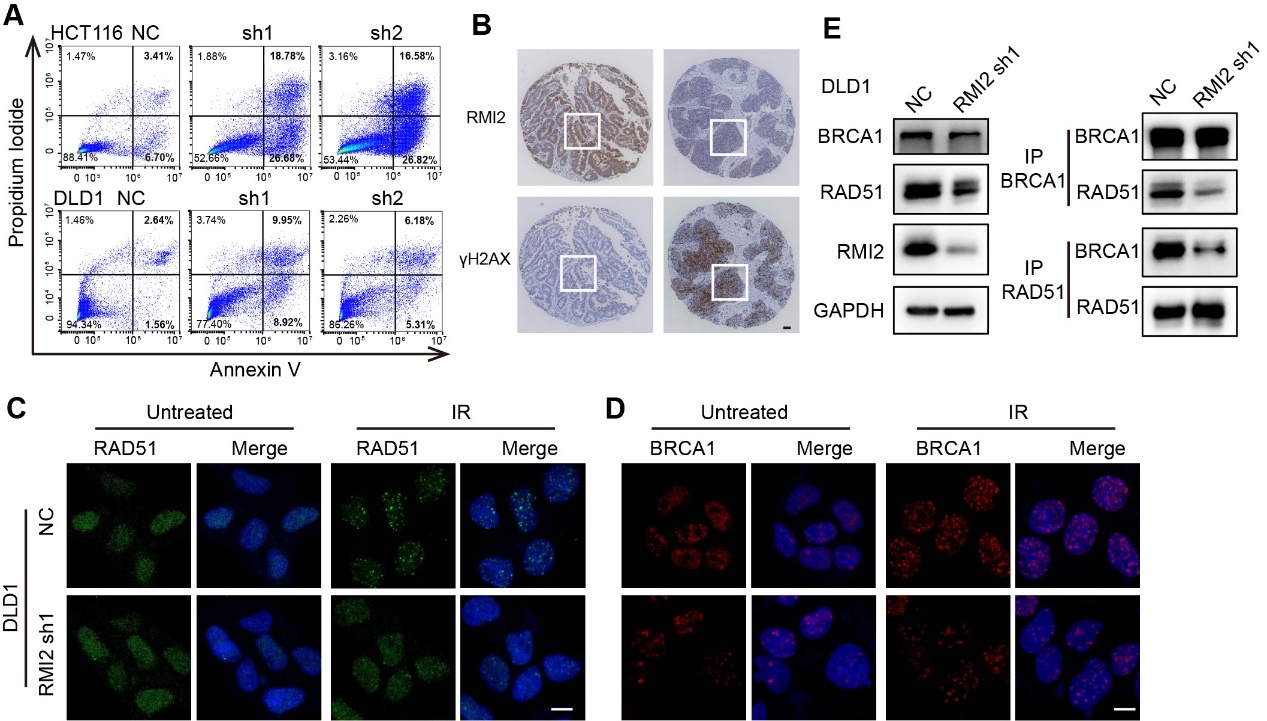 A
HCT116 NC
sh1
sh2
1.47%
3.41%
1.88%
18.78%
3.16%
16.58%
88.41%
6.70%
52.66%
26.68%
53.44%
26.82%
DLD1 NC
sh1
sh2
1.46%
2.64%
3.74%
9.95%
2.26%
6.18%
94.34%
1.56%
77.40%
8.92%
86.26%
5.31%
Propidium Iodide
Annexin V
B
RMI2
γH2AX
E
DLD1
NC
RMI2 sh1
BRCA1
RAD51
RMI2
GAPDH
NC
RMI2 sh1
IP
BRCA1
BRCA1
RAD51
IP
RAD51
BRCA1
RAD51
C
Untreated
IR
RAD51
Merge
RAD51
Merge
DLD1
NC
RMI2 sh1
D
Untreated
IR
BRCA1
Merge
BRCA1
Merge